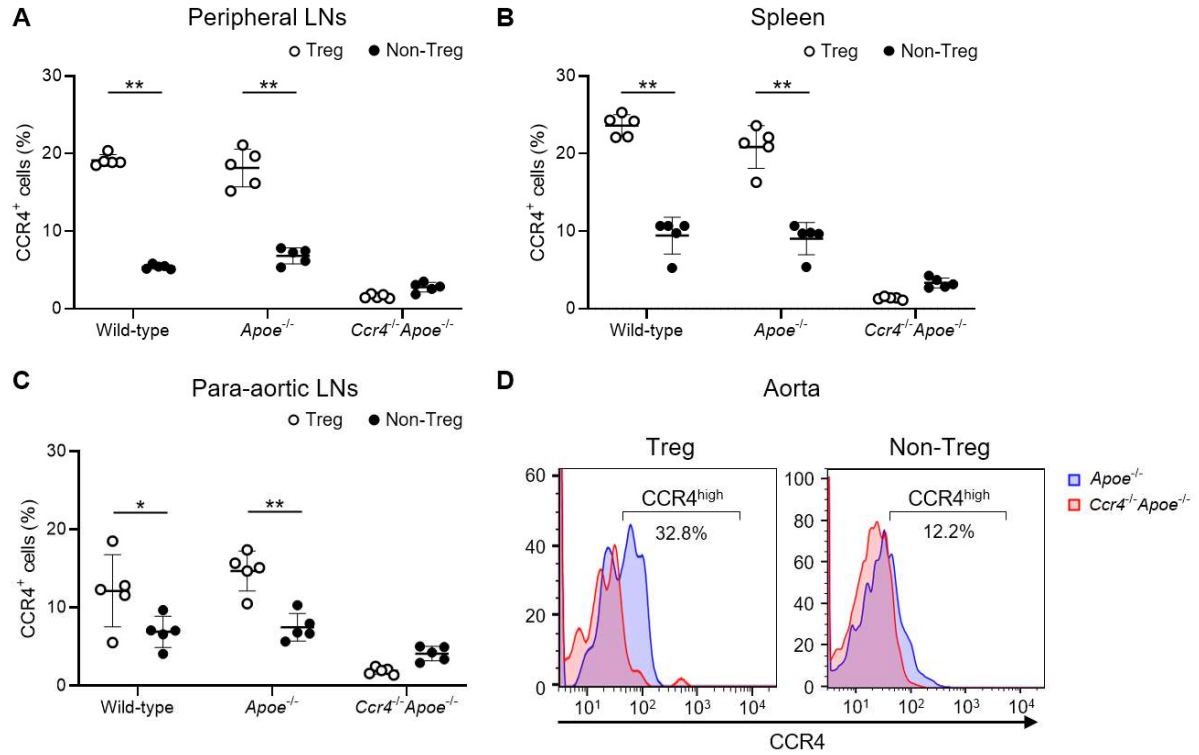 A
Peripheral LNs
Treg
Non-Treg
CCR4+ cells (%)
30
20
10
0
**
**
Wild-type
Apoe-/-
Ccr4-/-Apoe-/-
B
Spleen
Treg
Non-Treg
CCR4+ cells (%)
30
20
10
0
**
**
Wild-type
Apoe-/-
Ccr4-/-Apoe-/-
C
Para-aortic LNs
Treg
Non-Treg
CCR4+ cells (%)
30
20
10
0
*
**
Wild-type
Apoe-/-
Ccr4-/-Apoe-/-
D
Aorta
Treg
60
40
20
0
CCR4high
32.8%
10¹ 10² 10³ 10⁴
Non-Treg
100
80
60
40
20
0
CCR4high
12.2%
10¹ 10² 10³ 10⁴
Apoe-/-
Ccr4-/-Apoe-/-
CCR4